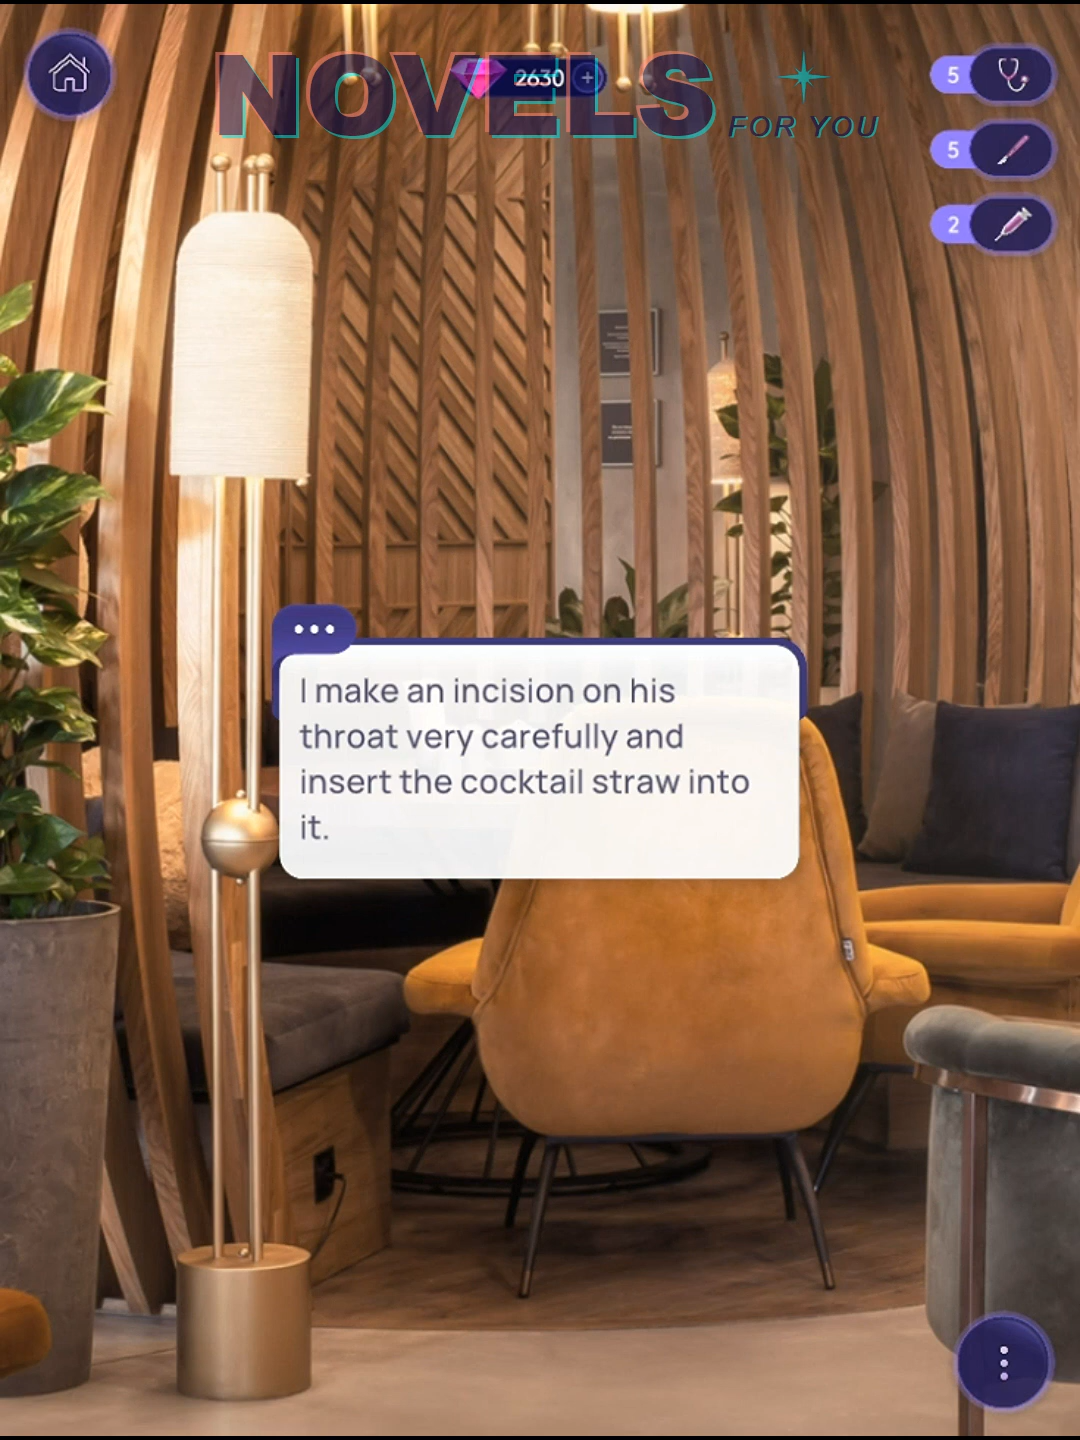 NOVELS
FOR YOU
2630 +
5
5
2
I make an incision on his
throat very carefully and
insert the cocktail straw into
it.